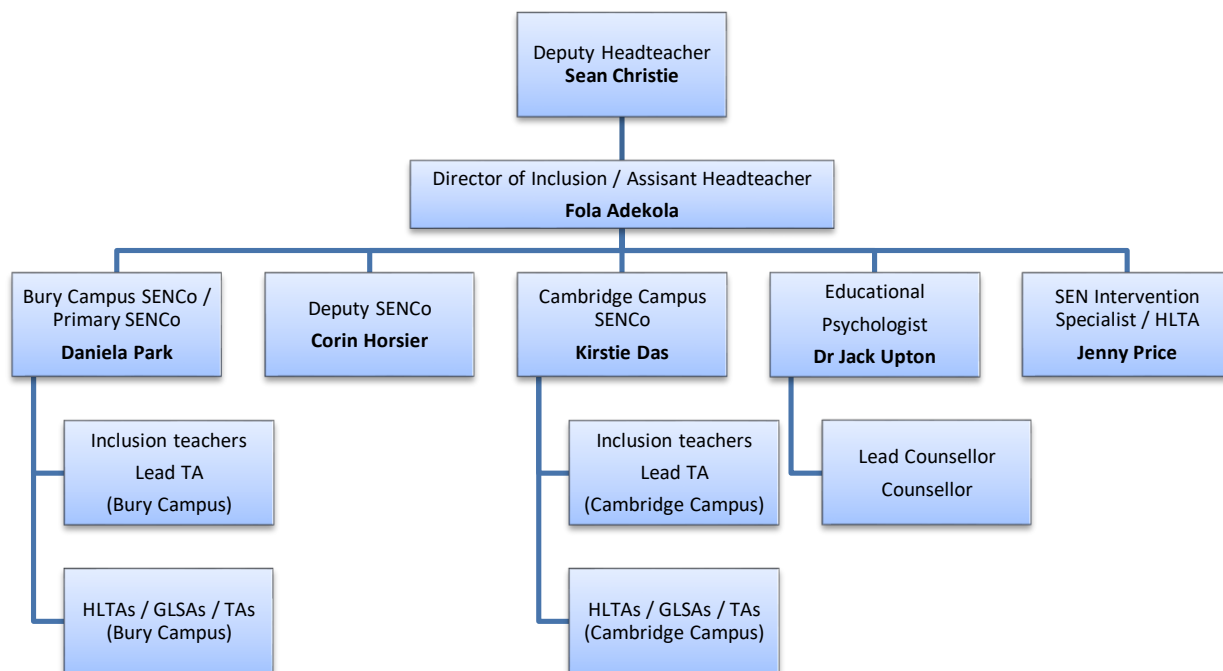 Deputy Headteacher
Sean Christie
Director of Inclusion / Assisant Headteacher
Fola Adekola
Bury Campus SENCo /
Primary SENCo
Daniela Park
Deputy SENCo
Corin Horsier
Cambridge Campus
SENCo
Kirstie Das
Educational
Psychologist
Dr Jack Upton
SEN Intervention
Specialist / HLTA
Jenny Price
Inclusion teachers
Lead TA
(Bury Campus)
Inclusion teachers
Lead TA
(Cambridge Campus)
Lead Counsellor
Counsellor
HLTAs / GLSAs / TAs
(Bury Campus)
HLTAs / GLSAs / TAs
(Cambridge Campus)